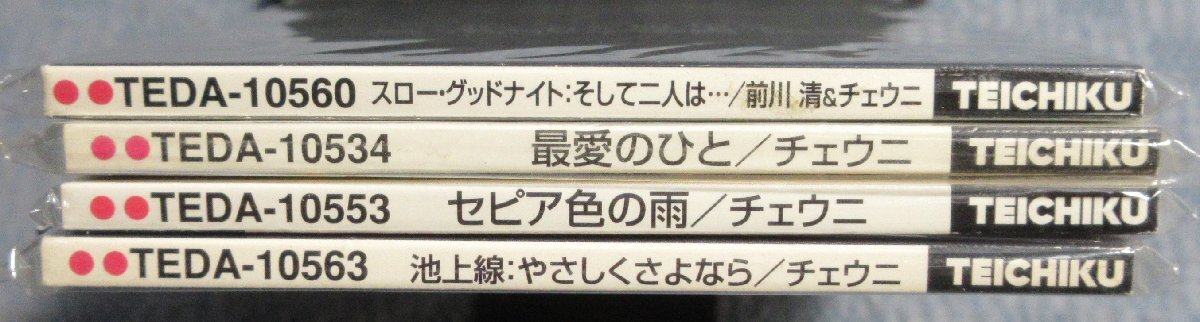 ●●TEDA-10560 スロー・グッドナイト:そして二人は…/前川 清&チェウニ TEICHIKU
●●TEDA-10534 最愛のひと/チェウニ TEICHIKU
●●TEDA-10553 セピア色の雨/チェウニ TEICHIKU
●●TEDA-10563 池上線:やさしくさよなら/チェウニ TEICHIKU